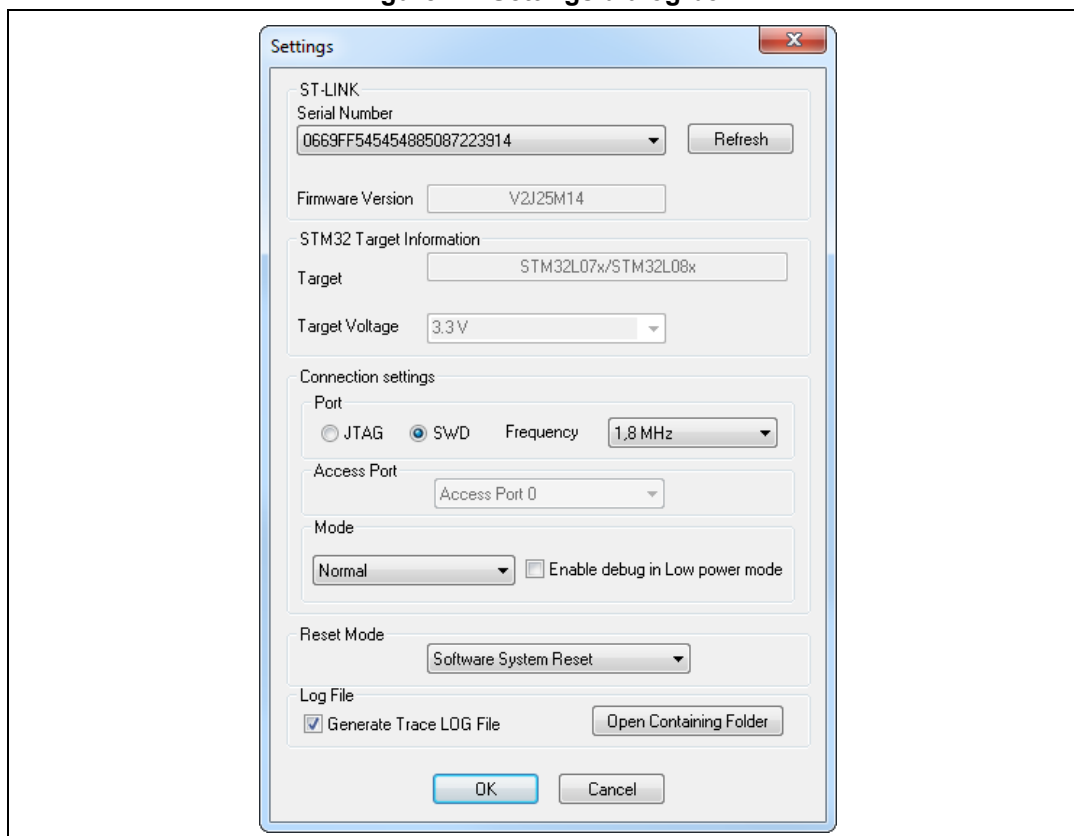 Settings
ST-LINK
Serial Number
0669FF545454885087223914
Refresh
Firmware Version
V2J25M14
STM32 Target Information
Target
STM32L07x/STM32L08x
Target Voltage
3.3 V
Connection settings
Port
JTAG
SWD
Frequency
1,8 MHz
Access Port
Access Port 0
Mode
Normal
Enable debug in Low power mode
Reset Mode
Software System Reset
Log File
Generate Trace LOG File
Open Containing Folder
OK
Cancel